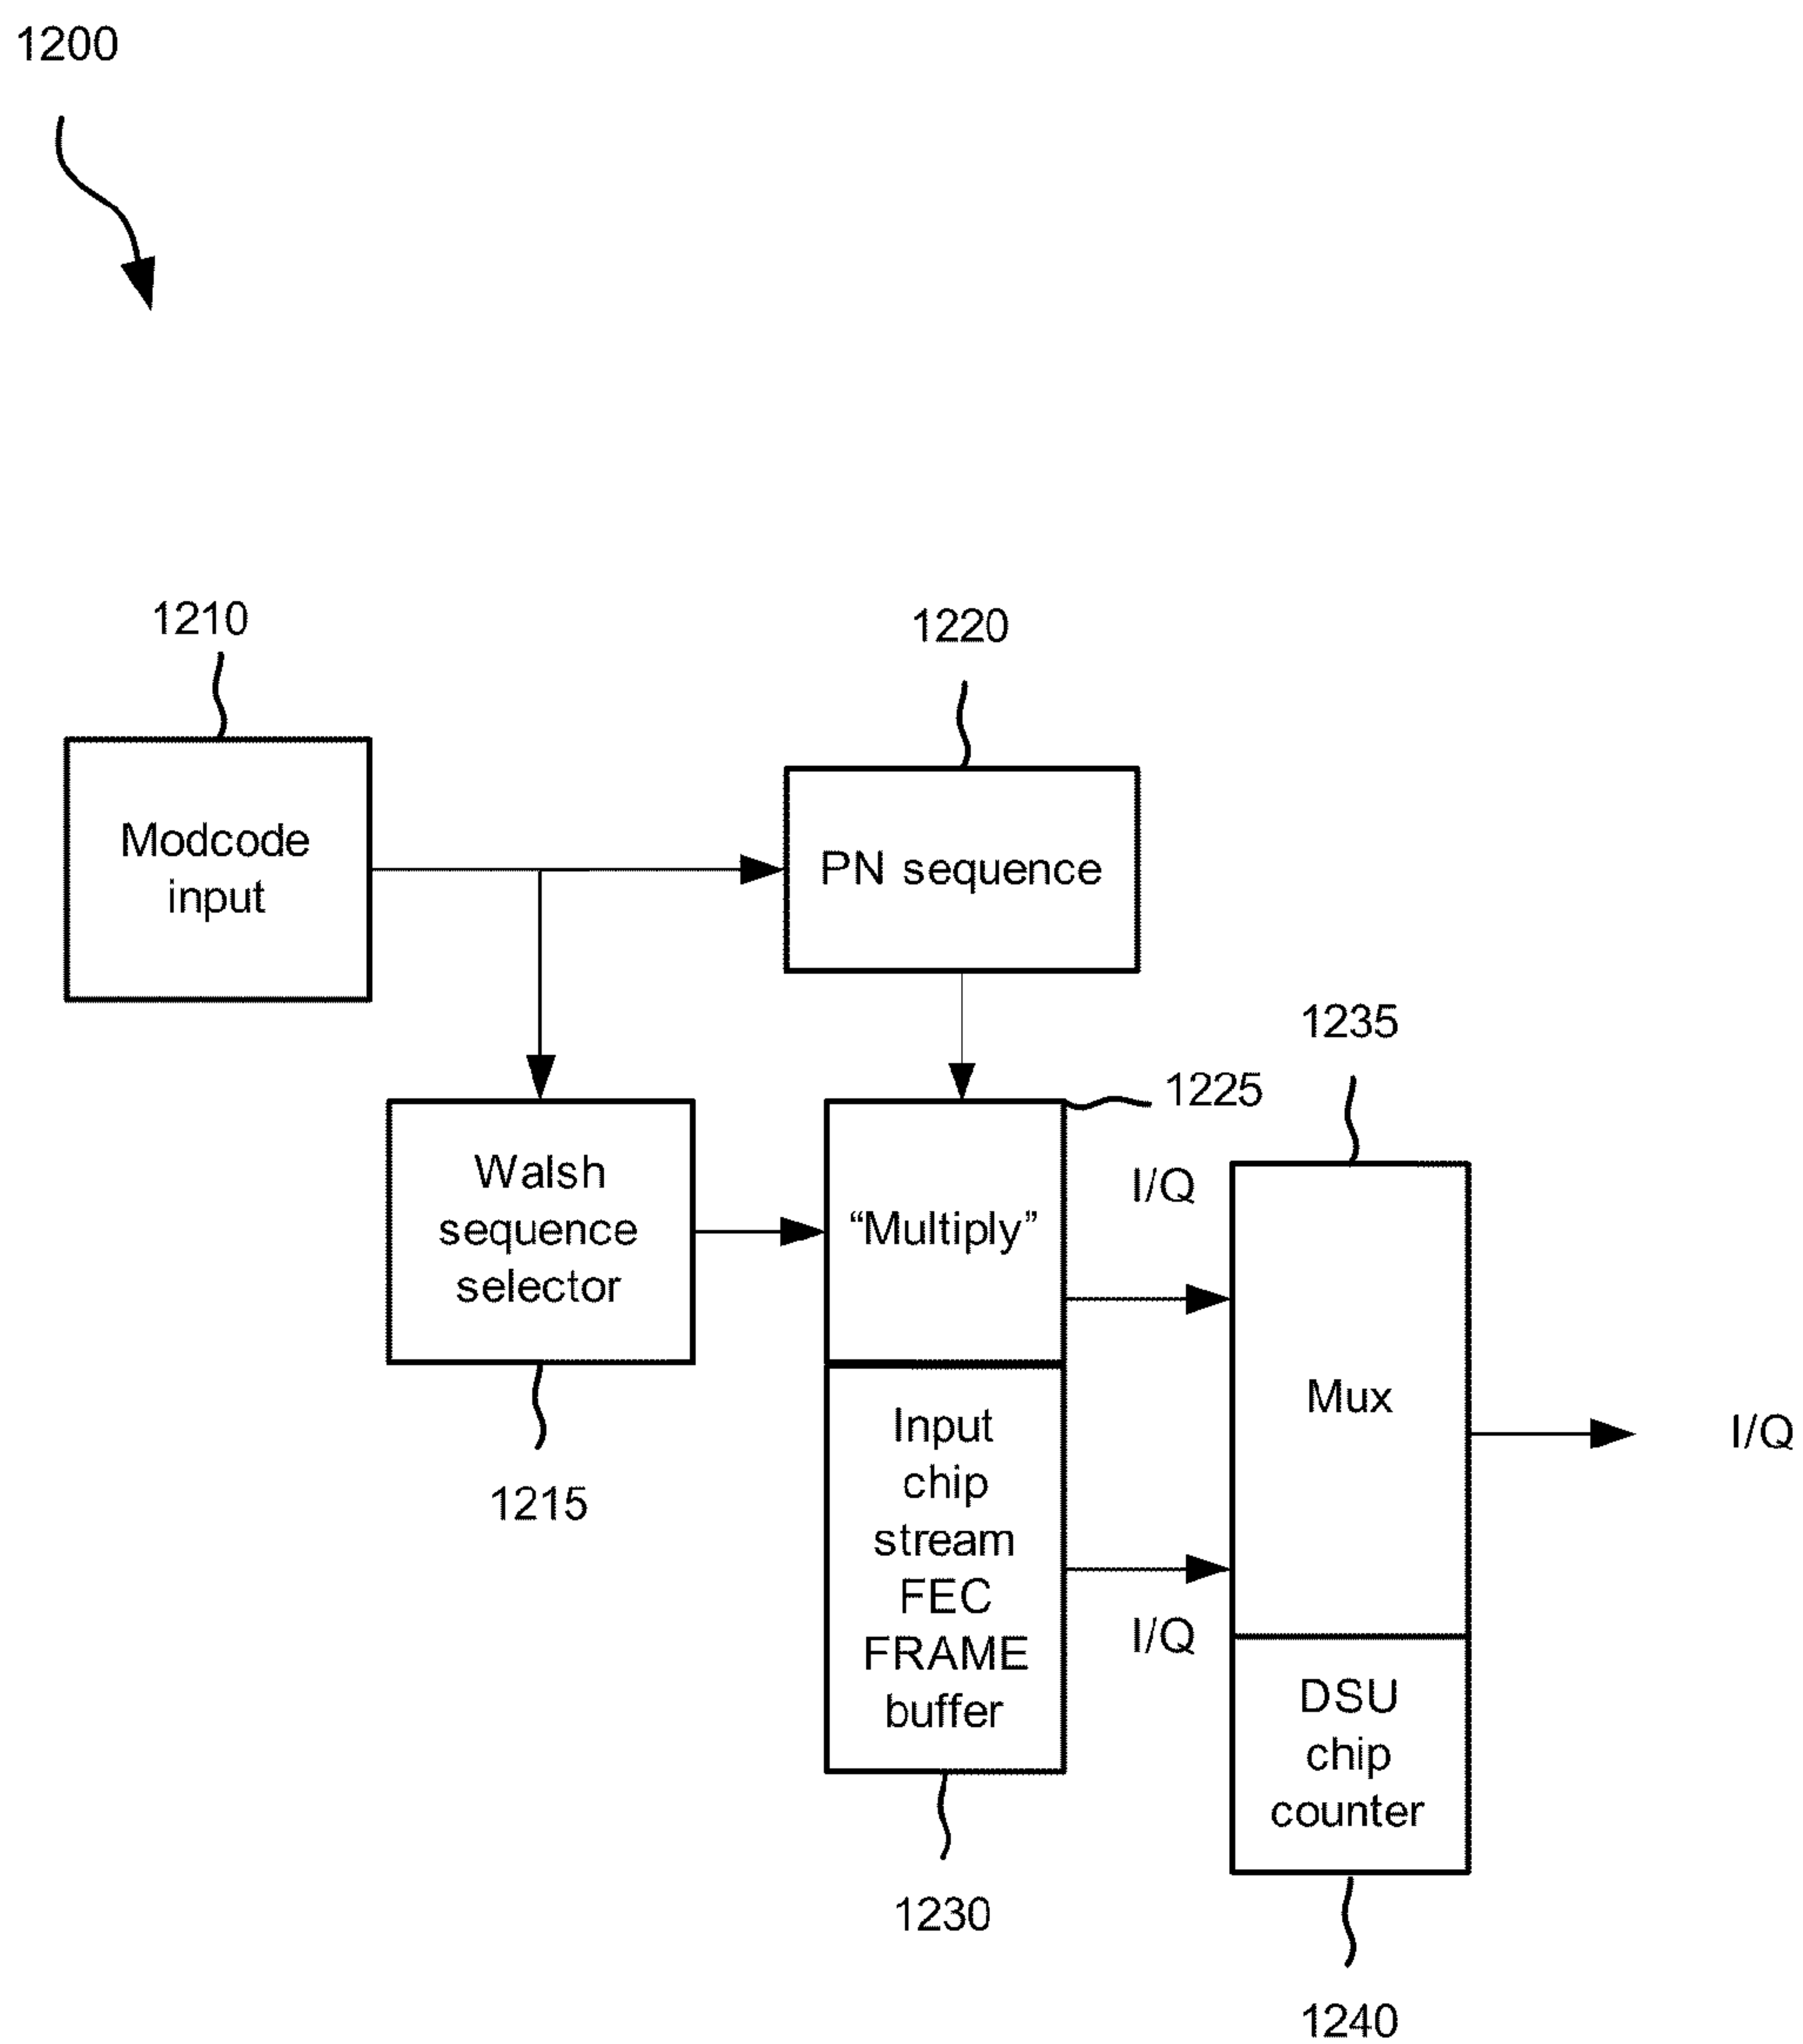 1200
1210
1220
Modcode
input
PN sequence
1235
1225
Walsh
sequence
selector
“Multiply”
I/Q
Mux
I/Q
Input
chip
stream
FEC
FRAME
buffer
I/Q
1215
DSU
chip
counter
1230
1240